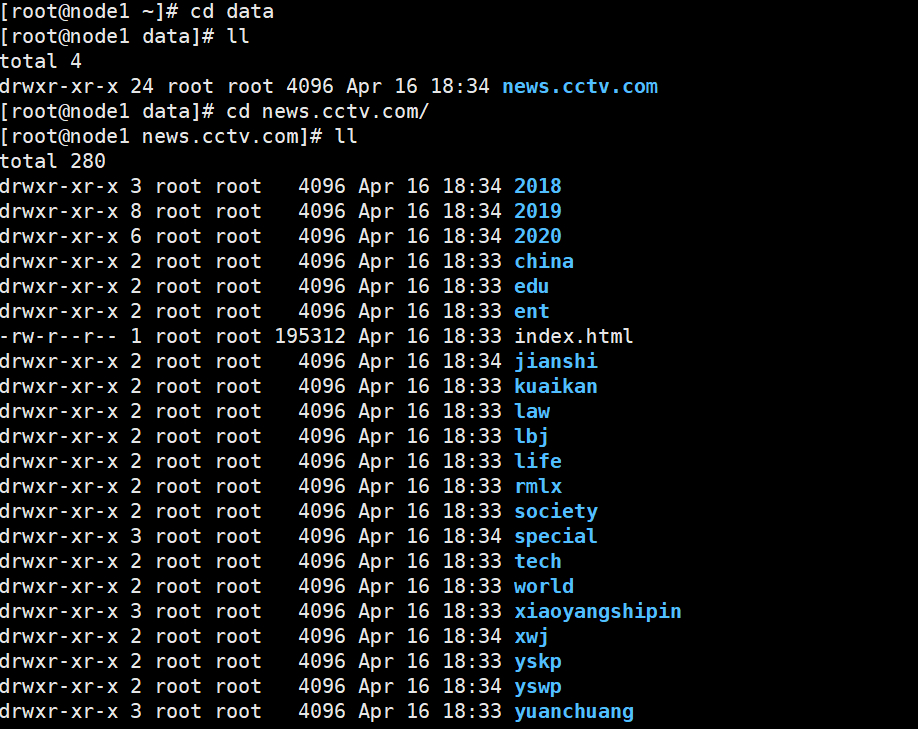 [root@node1 ~]# cd data
[root@node1 data]# ll
total 4
drwxr-xr-x 24 root root 4096 Apr 16 18:34 news.cctv.com
[root@node1 data]# cd news.cctv.com/
[root@node1 news.cctv.com]# ll
total 280
drwxr-xr-x 3 root root   4096 Apr 16 18:34 2018
drwxr-xr-x 8 root root   4096 Apr 16 18:34 2019
drwxr-xr-x 6 root root   4096 Apr 16 18:34 2020
drwxr-xr-x 2 root root   4096 Apr 16 18:33 china
drwxr-xr-x 2 root root   4096 Apr 16 18:33 edu
drwxr-xr-x 2 root root   4096 Apr 16 18:33 ent
-rw-r--r-- 1 root root 195312 Apr 16 18:33 index.html
drwxr-xr-x 2 root root   4096 Apr 16 18:34 jianshi
drwxr-xr-x 2 root root   4096 Apr 16 18:33 kuaikan
drwxr-xr-x 2 root root   4096 Apr 16 18:33 law
drwxr-xr-x 2 root root   4096 Apr 16 18:34 lbj
drwxr-xr-x 2 root root   4096 Apr 16 18:33 life
drwxr-xr-x 2 root root   4096 Apr 16 18:33 rmlx
drwxr-xr-x 2 root root   4096 Apr 16 18:33 society
drwxr-xr-x 3 root root   4096 Apr 16 18:34 special
drwxr-xr-x 2 root root   4096 Apr 16 18:33 tech
drwxr-xr-x 2 root root   4096 Apr 16 18:33 world
drwxr-xr-x 3 root root   4096 Apr 16 18:33 xiaoyangshipin
drwxr-xr-x 2 root root   4096 Apr 16 18:34 xwj
drwxr-xr-x 2 root root   4096 Apr 16 18:33 yskp
drwxr-xr-x 2 root root   4096 Apr 16 18:34 yswp
drwxr-xr-x 3 root root   4096 Apr 16 18:33 yuanchuang